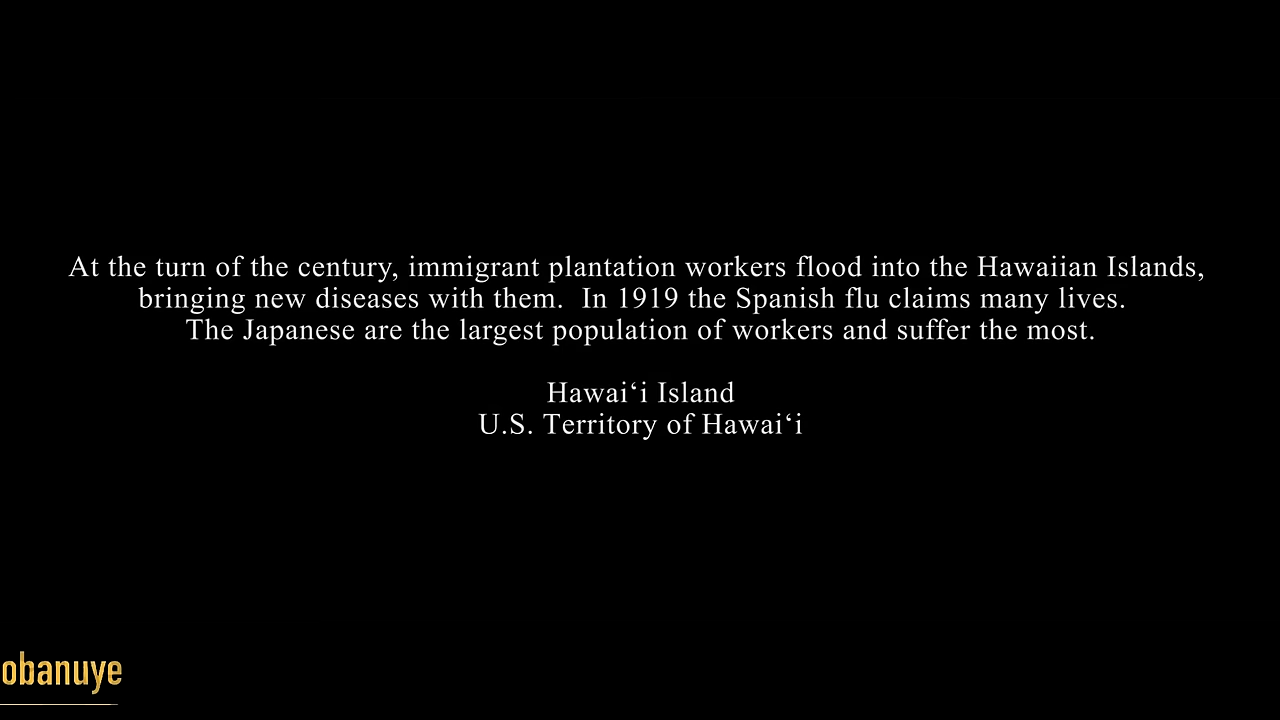 At the turn of the century, immigrant plantation workers flood into the Hawaiian Islands,
bringing new diseases with them.  In 1919 the Spanish flu claims many lives.
The Japanese are the largest population of workers and suffer the most.
Hawai‘i Island
U.S. Territory of Hawai‘i
obanuye